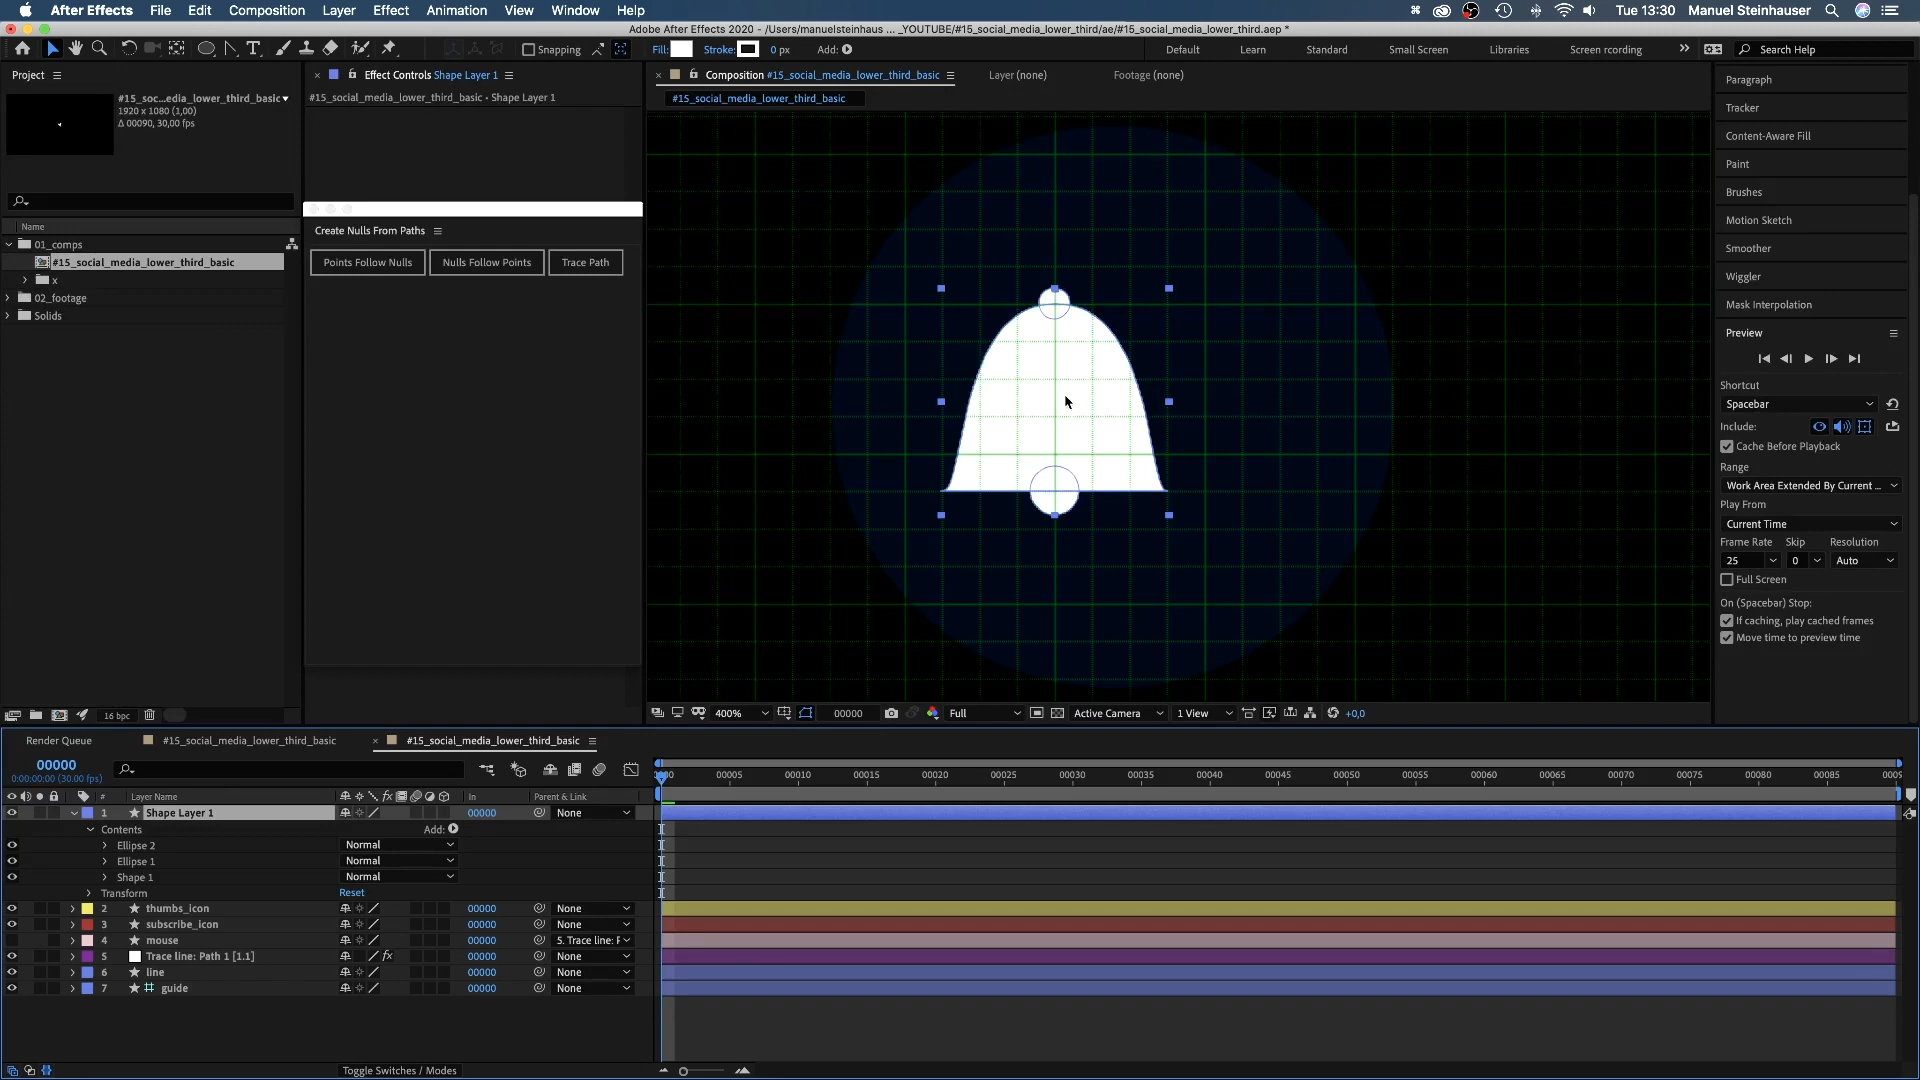 After Effects File Edit Composition Layer Effect Animation View Window Help Tue 13:30 Manuel Steinhauser
Adobe After Effects 2020 - /Users/manuelsteinhaus ... _YOUTUBE/#15_social_media_lower_third/ae/#15_social_media_lower_third.aep *
Snapping Fill: Stroke: 0 px Add: Default Learn Standard Small Screen Libraries Screen recording Search Help
Project Effect Controls Shape Layer 1 Composition #15_social_media_lower_third_basic Layer (none) Footage (none)
#15_social_media_lower_third_basic • Shape Layer 1
#15_social_media_lower_third_basic
#15_soc...edia_lower_third_basic
1920 x 1080 (1,00)
Δ 00090, 30,00 fps
Name
01_comps
#15_social_media_lower_third_basic
x
02_footage
Solids
16 bpc
Create Nulls From Paths
Points Follow Nulls Nulls Follow Points Trace Path
400% 00000 Full Active Camera 1 View +0,0
Paragraph
Tracker
Content-Aware Fill
Paint
Brushes
Motion Sketch
Smoother
Wiggler
Mask Interpolation
Preview
Shortcut
Spacebar
Include:
Cache Before Playback
Range
Work Area Extended By Current ...
Play From
Current Time
Frame Rate Skip Resolution
25 0 Auto
Full Screen
On (Spacebar) Stop:
If caching, play cached frames
Move time to preview time
Render Queue #15_social_media_lower_third_basic #15_social_media_lower_third_basic
00000
0:00:00:00 (30.00 fps)
00005 00010 00015 00020 00025 00030 00035 00040 00045 00050 00055 00060 00065 00070 00075 00080 00085
# Layer Name fx In Parent & Link
1 Shape Layer 1 00000 None
Contents Add:
Ellipse 2 Normal
Ellipse 1 Normal
Shape 1 Normal
Transform Reset
2 thumbs_icon 00000 None
3 subscribe_icon 00000 None
4 mouse 00000 5. Trace line: F
5 Trace line: Path 1 [1.1] fx 00000 None
6 line 00000 None
7 guide 00000 None
Toggle Switches / Modes